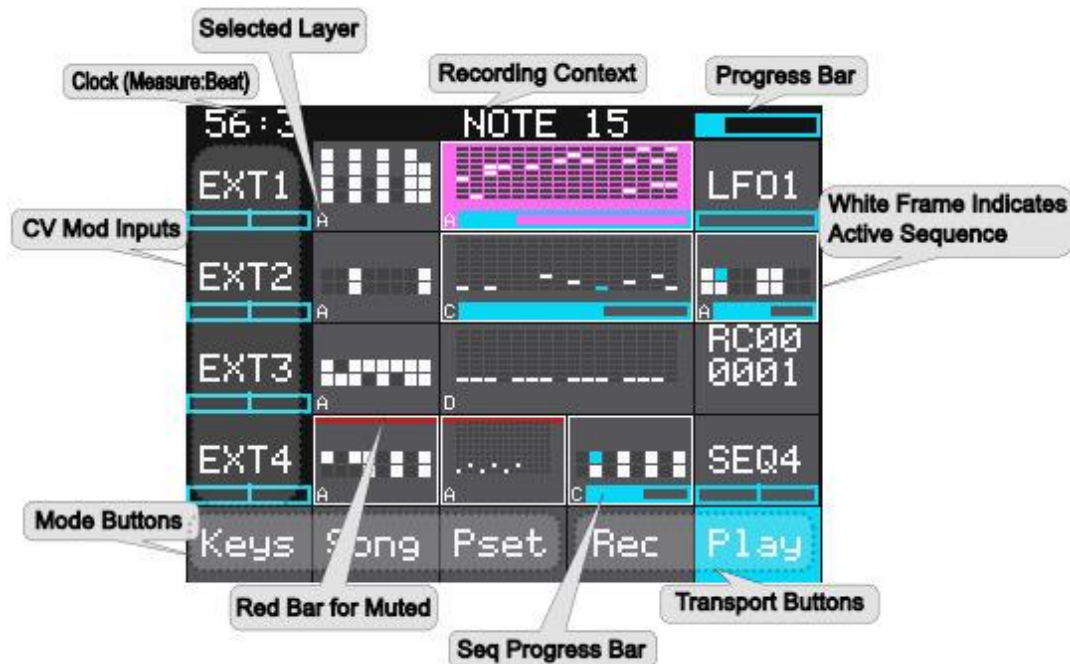 Selected Layer
Clock (Measure:Beat)
Recording Context
Progress Bar
56:3
NOTE 15
EXT1
A
A
LFO1
CV Mod Inputs
White Frame Indicates
Active Sequence
EXT2
A
C
A
EXT3
A
D
RC00
0001
EXT4
A
A
C
SEQ4
Mode Buttons
Keys
Song
Pset
Rec
Play
Red Bar for Muted
Transport Buttons
Seq Progress Bar